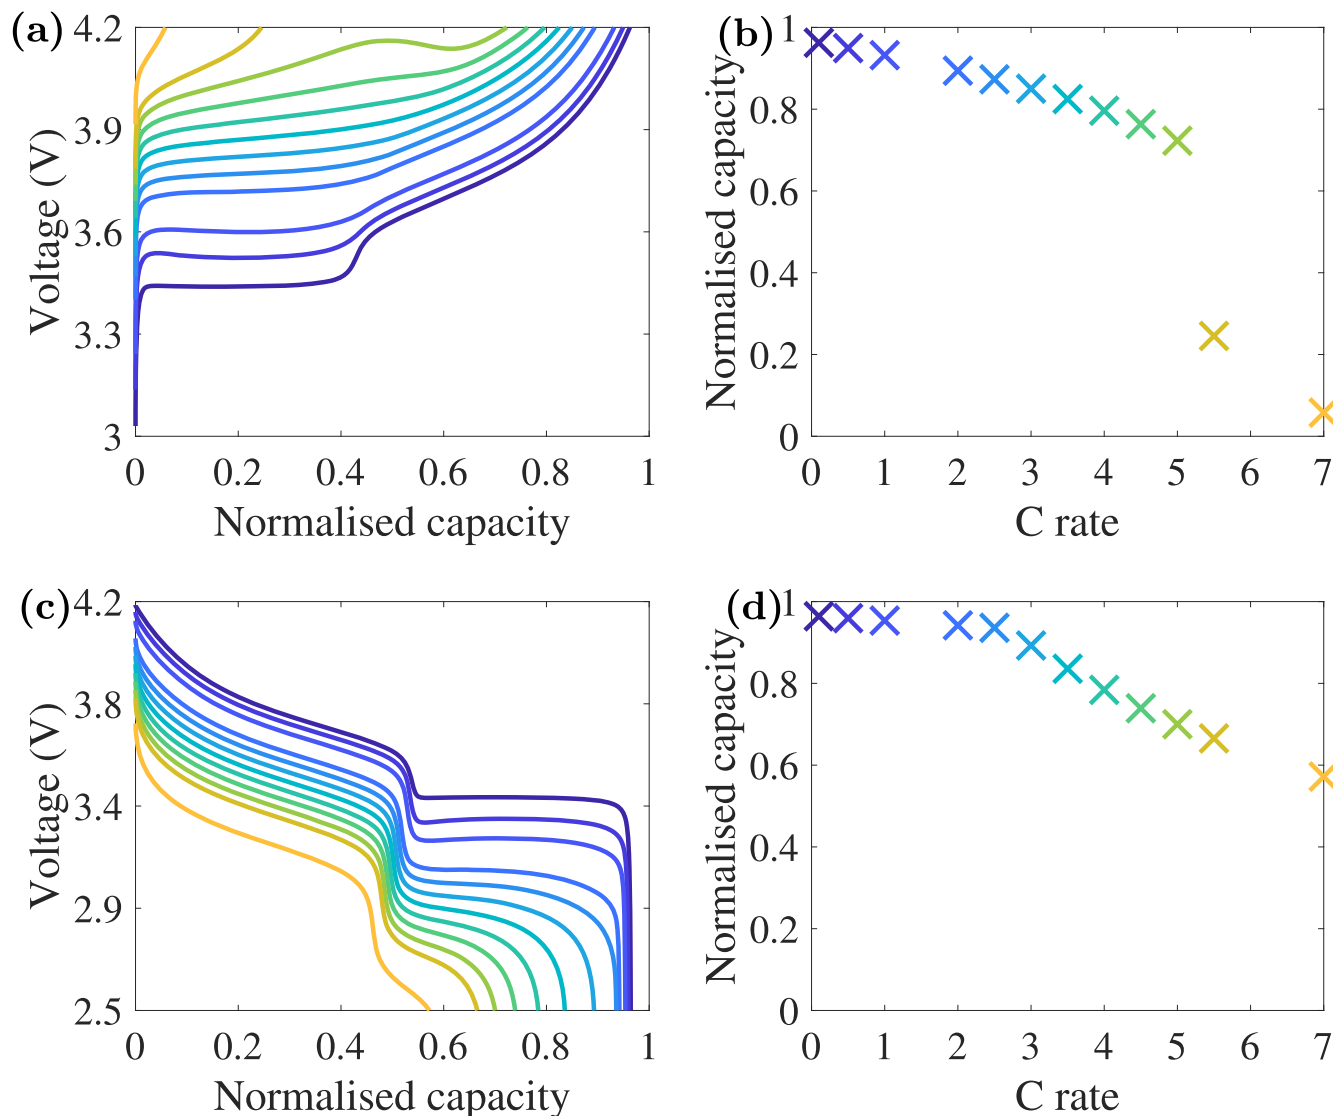 (a)
4.2
3.9
3.6
3.3
3
Voltage (V)
0 0.2 0.4 0.6 0.8 1
Normalised capacity
(b)
1
0.8
0.6
0.4
0.2
0
Normalised capacity
0 1 2 3 4 5 6 7
C rate
(c)
4.2
3.8
3.4
2.9
2.5
Voltage (V)
0 0.2 0.4 0.6 0.8 1
Normalised capacity
(d)
1
0.8
0.6
0.4
0.2
0
Normalised capacity
0 1 2 3 4 5 6 7
C rate